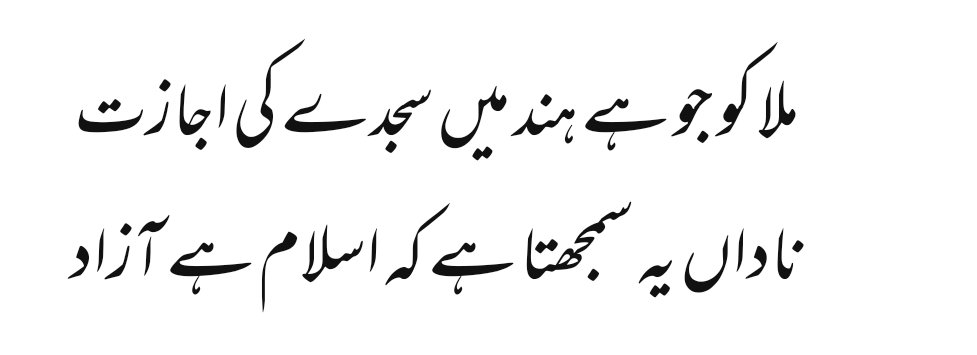 ملا کو جو ہے ہند میں سجدے کی اجازت
ناداں یہ سمجھتا ہے کہ اسلام ہے آزاد